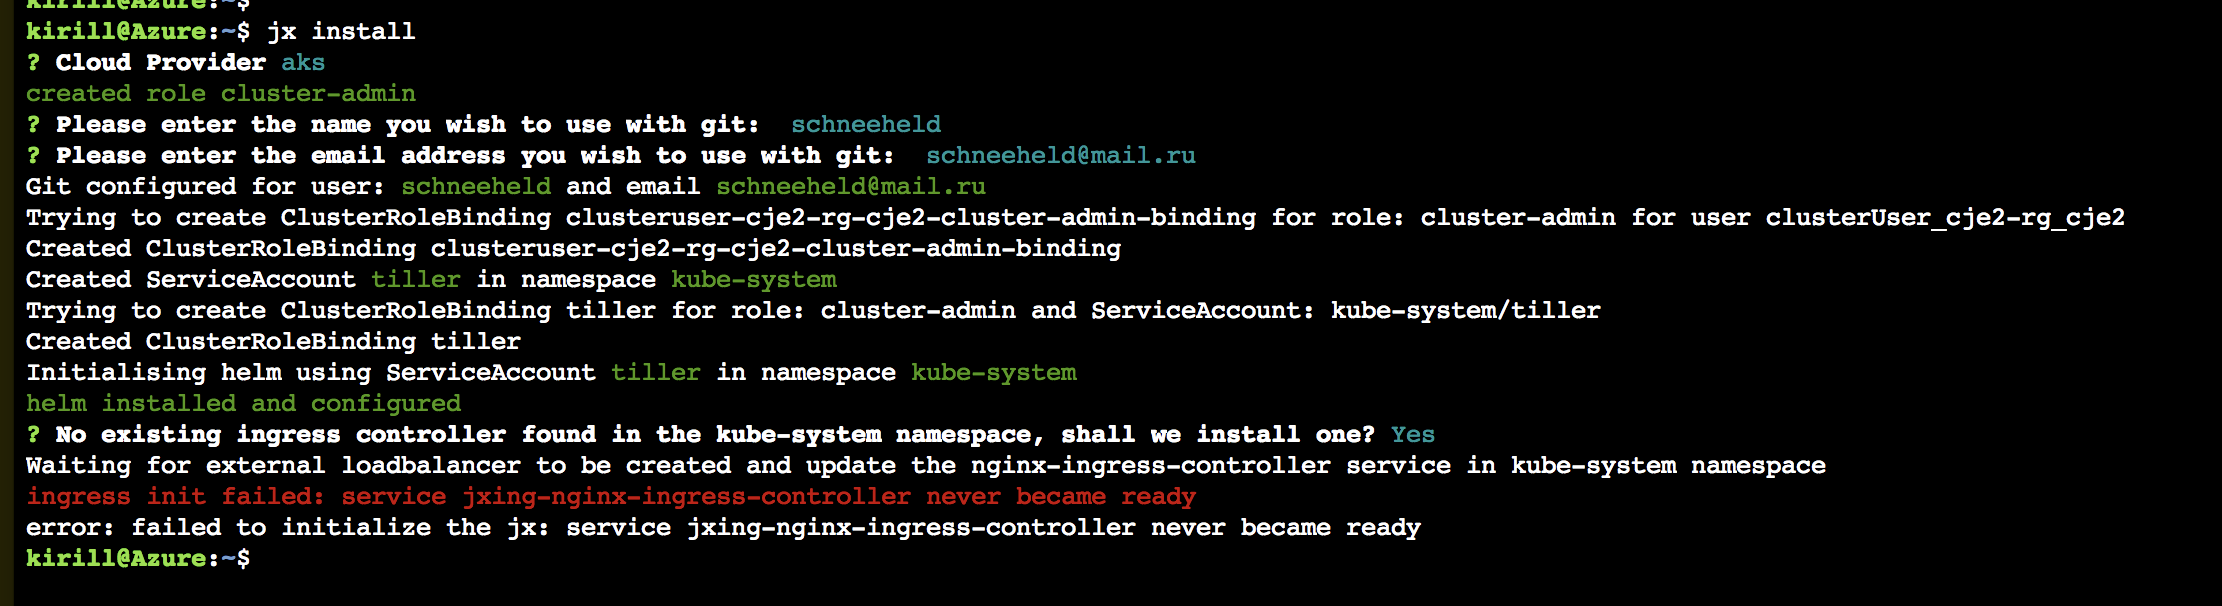 kirill@Azure:~$
kirill@Azure:~$ jx install
? Cloud Provider aks
created role cluster-admin
? Please enter the name you wish to use with git:  schneeheld
? Please enter the email address you wish to use with git:  schneeheld@mail.ru
Git configured for user: schneeheld and email schneeheld@mail.ru
Trying to create ClusterRoleBinding clusteruser-cje2-rg-cje2-cluster-admin-binding for role: cluster-admin for user clusterUser_cje2-rg_cje2
Created ClusterRoleBinding clusteruser-cje2-rg-cje2-cluster-admin-binding
Created ServiceAccount tiller in namespace kube-system
Trying to create ClusterRoleBinding tiller for role: cluster-admin and ServiceAccount: kube-system/tiller
Created ClusterRoleBinding tiller
Initialising helm using ServiceAccount tiller in namespace kube-system
helm installed and configured
? No existing ingress controller found in the kube-system namespace, shall we install one? Yes
Waiting for external loadbalancer to be created and update the nginx-ingress-controller service in kube-system namespace
ingress init failed: service jxing-nginx-ingress-controller never became ready
error: failed to initialize the jx: service jxing-nginx-ingress-controller never became ready
kirill@Azure:~$